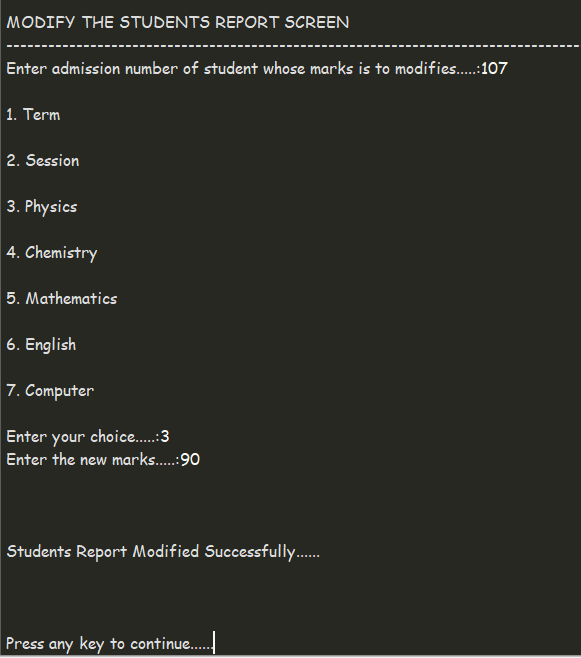 MODIFY THE STUDENTS REPORT SCREEN
--------------------------------------------------------------------------------
Enter admission number of student whose marks is to modifies.....:107
1. Term
2. Session
3. Physics
4. Chemistry
5. Mathematics
6. English
7. Computer
Enter your choice.....:3
Enter the new marks.....:90
Students Report Modified Successfully......
Press any key to continue......